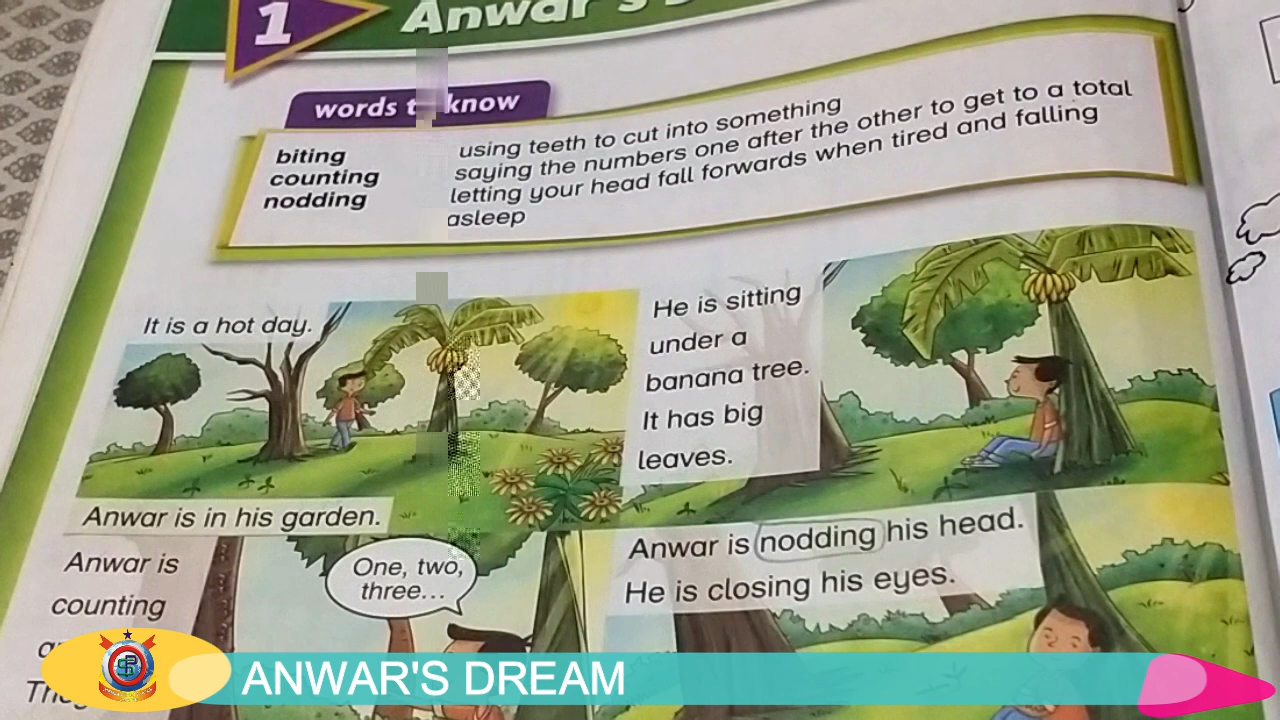 1
Anwar's
words to know
biting
using teeth to cut into something
counting
saying the numbers one after the other to get to a total
nodding
letting your head fall forwards when tired and falling
asleep
It is a hot day.
Anwar is in his garden.
He is sitting
under a
banana tree.
It has big
leaves.
Anwar is
counting
One, two,
three...
Anwar is nodding his head.
He is closing his eyes.
ANWAR'S DREAM